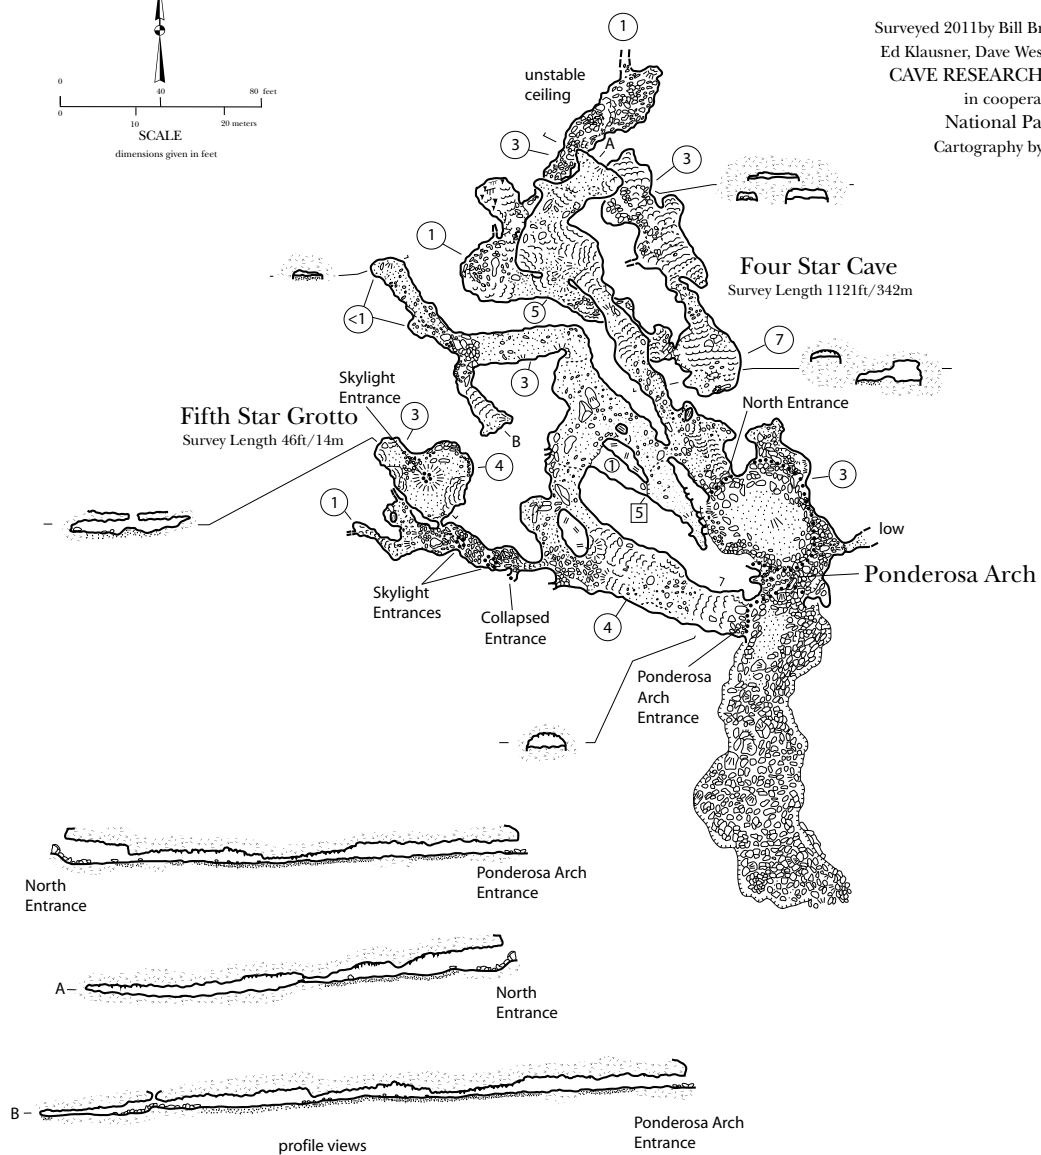 Surveyed 2011by Bill
Ed Klausner, Dave
CAVE RESEARCH
in
National
Cartography by
0
40
80 feet
0
10
20 meters
SCALE
dimensions given in feet
1
unstable
ceiling
3
A
3
1
Four Star Cave
Survey Length 1121ft/342m
<1
5
7
3
Skylight
Entrance
North Entrance
Fifth Star Grotto
Survey Length 46ft/14m
3
B
4
1
3
1
5
low
Ponderosa Arch
7
Skylight
Entrances
Collapsed
Entrance
4
Ponderosa
Arch
Entrance
North
Entrance
Ponderosa Arch
Entrance
A
North
Entrance
B
Ponderosa Arch
Entrance
profile views